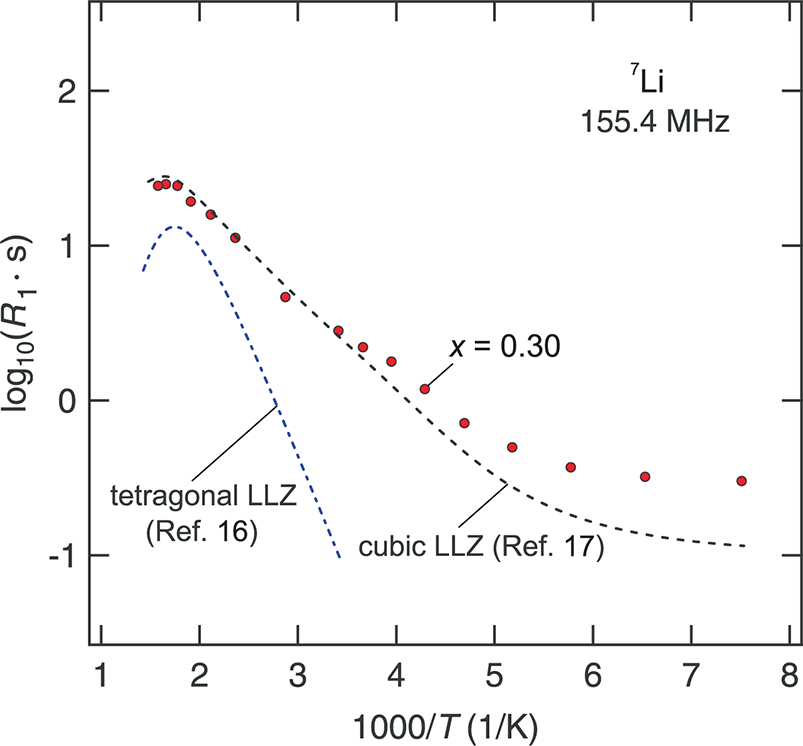 ⁷Li
155.4 MHz
2
1
0
-1
log₁₀(R₁ · s)
x = 0.30
tetragonal LLZ
(Ref. 16)
cubic LLZ (Ref. 17)
1 2 3 4 5 6 7 8
1000/T (1/K)